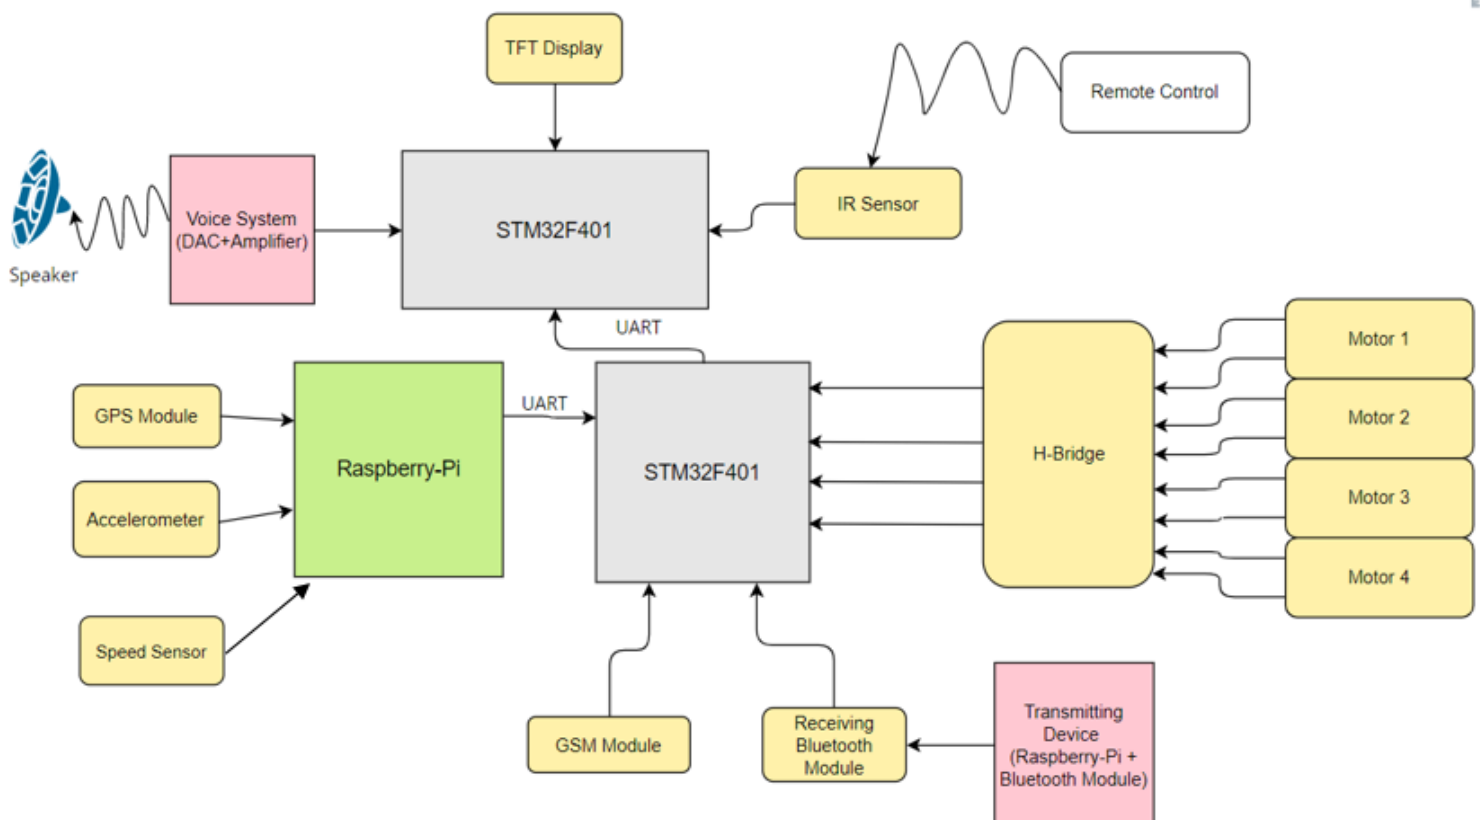 TFT Display
Remote Control
IR Sensor
Voice System
(DAC+Amplifier)
STM32F401
Speaker
UART
Motor 1
GPS Module
UART
Motor 2
Raspberry-Pi
STM32F401
H-Bridge
Accelerometer
Motor 3
Motor 4
Speed Sensor
GSM Module
Receiving
Bluetooth
Module
Transmitting
Device
(Raspberry-Pi +
Bluetooth Module)